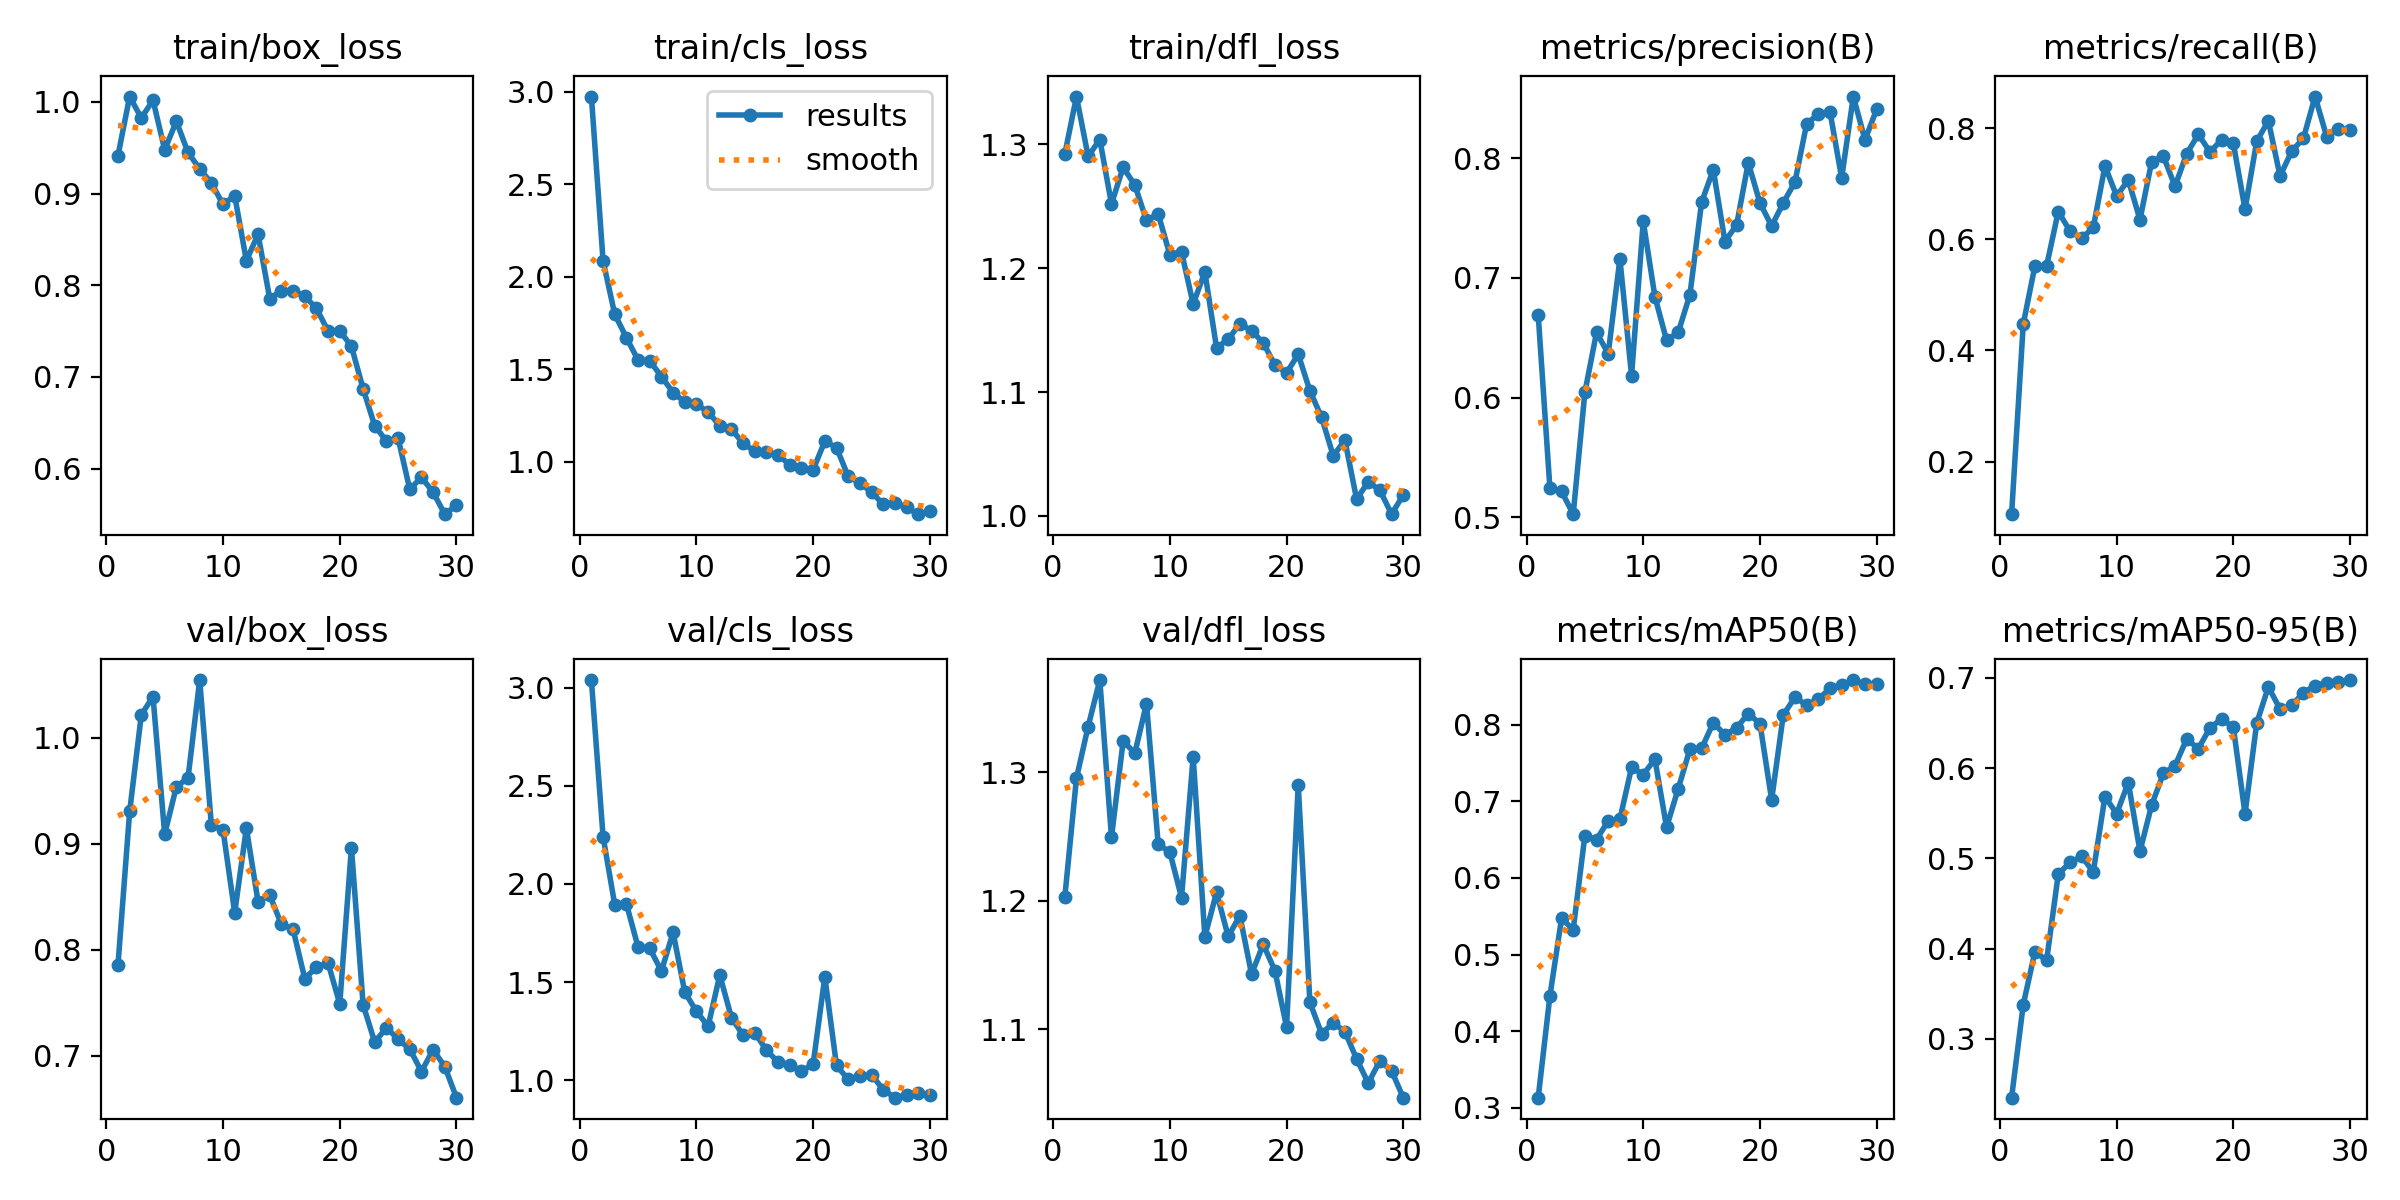 train/box_loss
1.0
0.9
0.8
0.7
0.6
0 10 20 30
train/cls_loss
results
smooth
3.0
2.5
2.0
1.5
1.0
0 10 20 30
train/dfl_loss
1.3
1.2
1.1
1.0
0 10 20 30
metrics/precision(B)
0.8
0.7
0.6
0.5
0 10 20 30
metrics/recall(B)
0.8
0.6
0.4
0.2
0 10 20 30
val/box_loss
1.0
0.9
0.8
0.7
0 10 20 30
val/cls_loss
3.0
2.5
2.0
1.5
1.0
0 10 20 30
val/dfl_loss
1.3
1.2
1.1
0 10 20 30
metrics/mAP50(B)
0.8
0.7
0.6
0.5
0.4
0.3
0 10 20 30
metrics/mAP50-95(B)
0.7
0.6
0.5
0.4
0.3
0 10 20 30